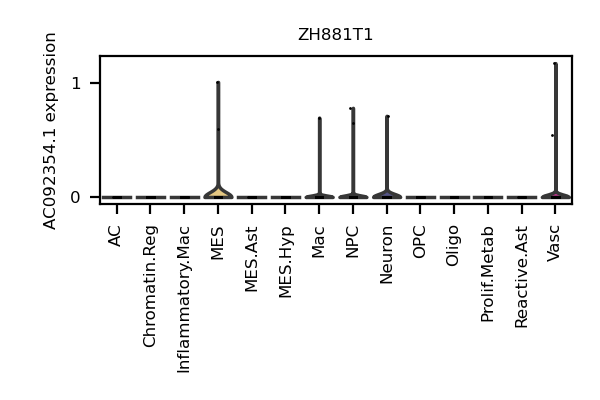 ZH881T1
AC092354.1 expression
1
0
AC
Chromatin.Reg
Inflammatory.Mac
MES
MES.Ast
MES.Hyp
Mac
NPC
Neuron
OPC
Oligo
Prolif.Metab
Reactive.Ast
Vasc